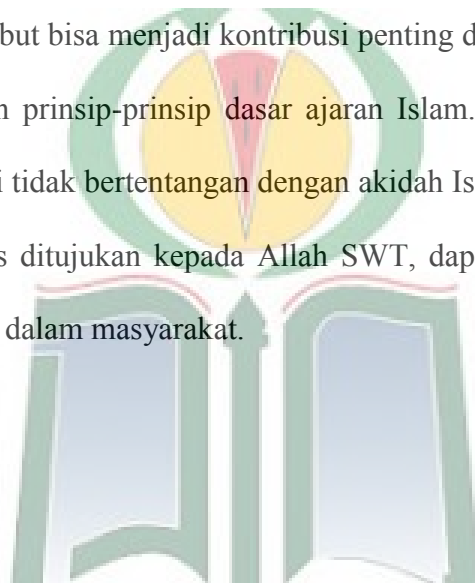 but bisa menjadi kontribusi penting d
prinsip-prinsip dasar ajaran Islam.
i tidak bertentangan dengan akidah Is
s ditujukan kepada Allah SWT, dap
dalam masyarakat.